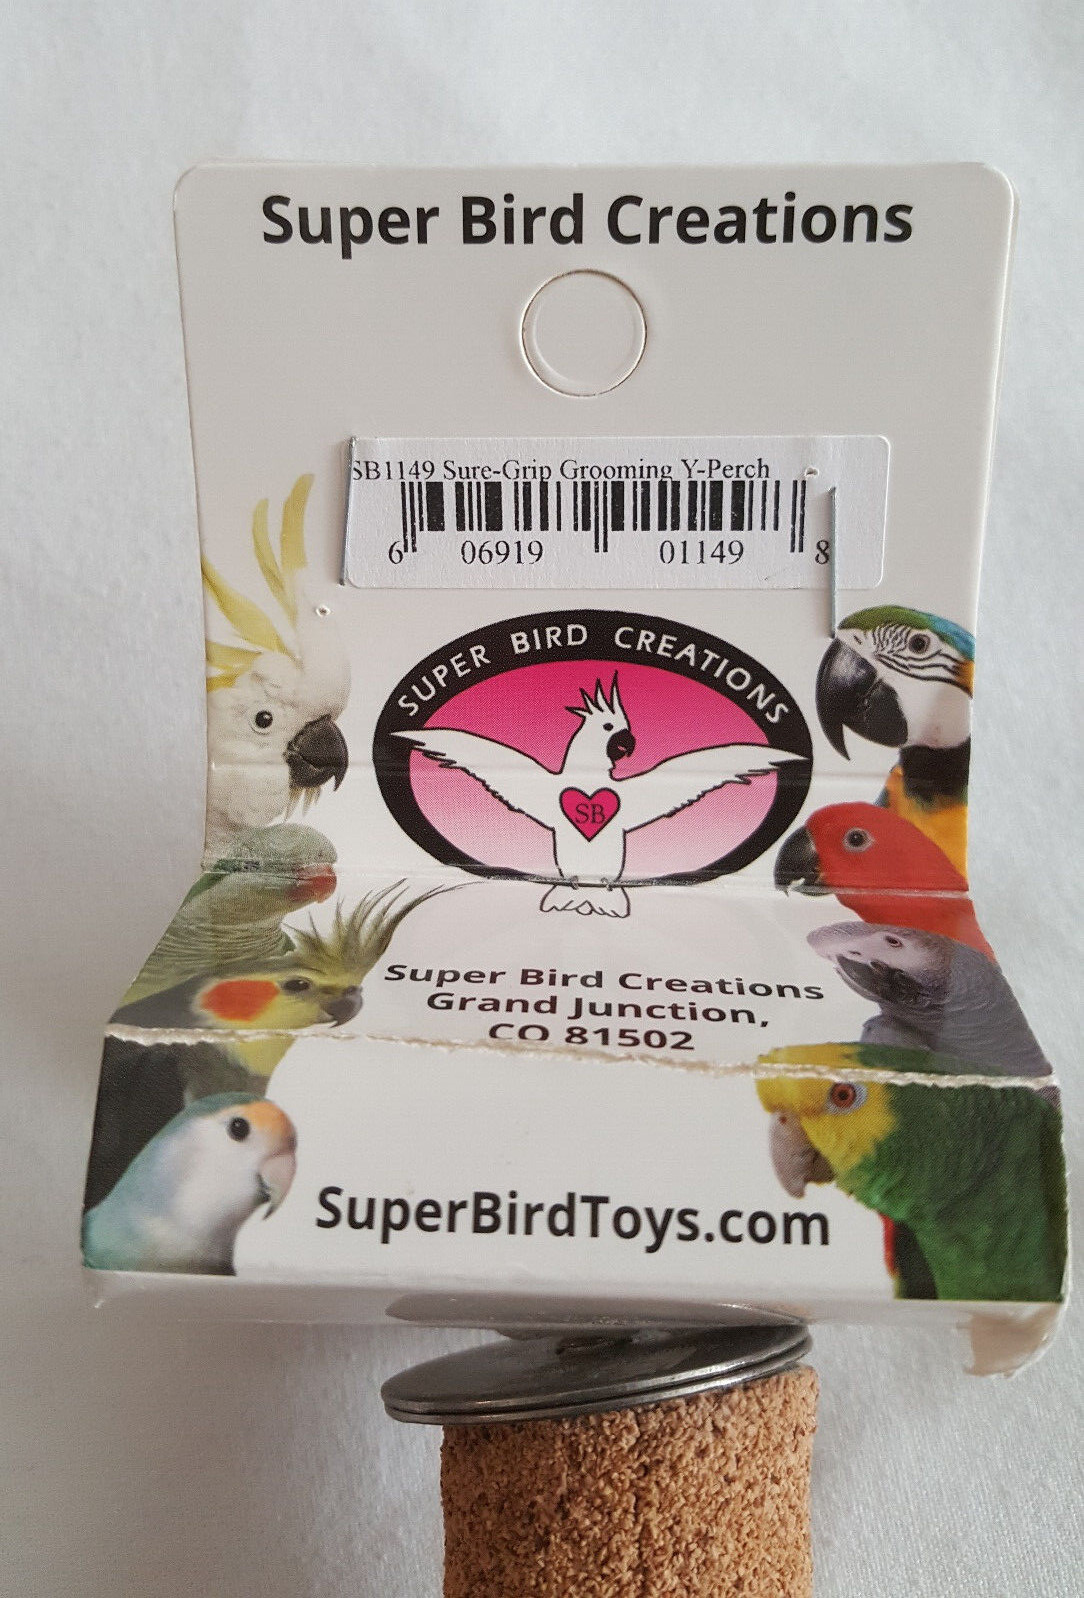 Super Bird Creations
SB1149 Sure-Grip Grooming Y-Perch
6 06919 01149 8
SUPER BIRD CREATIONS
SB
Super Bird Creations
Grand Junction,
CO 81502
SuperBirdToys.com